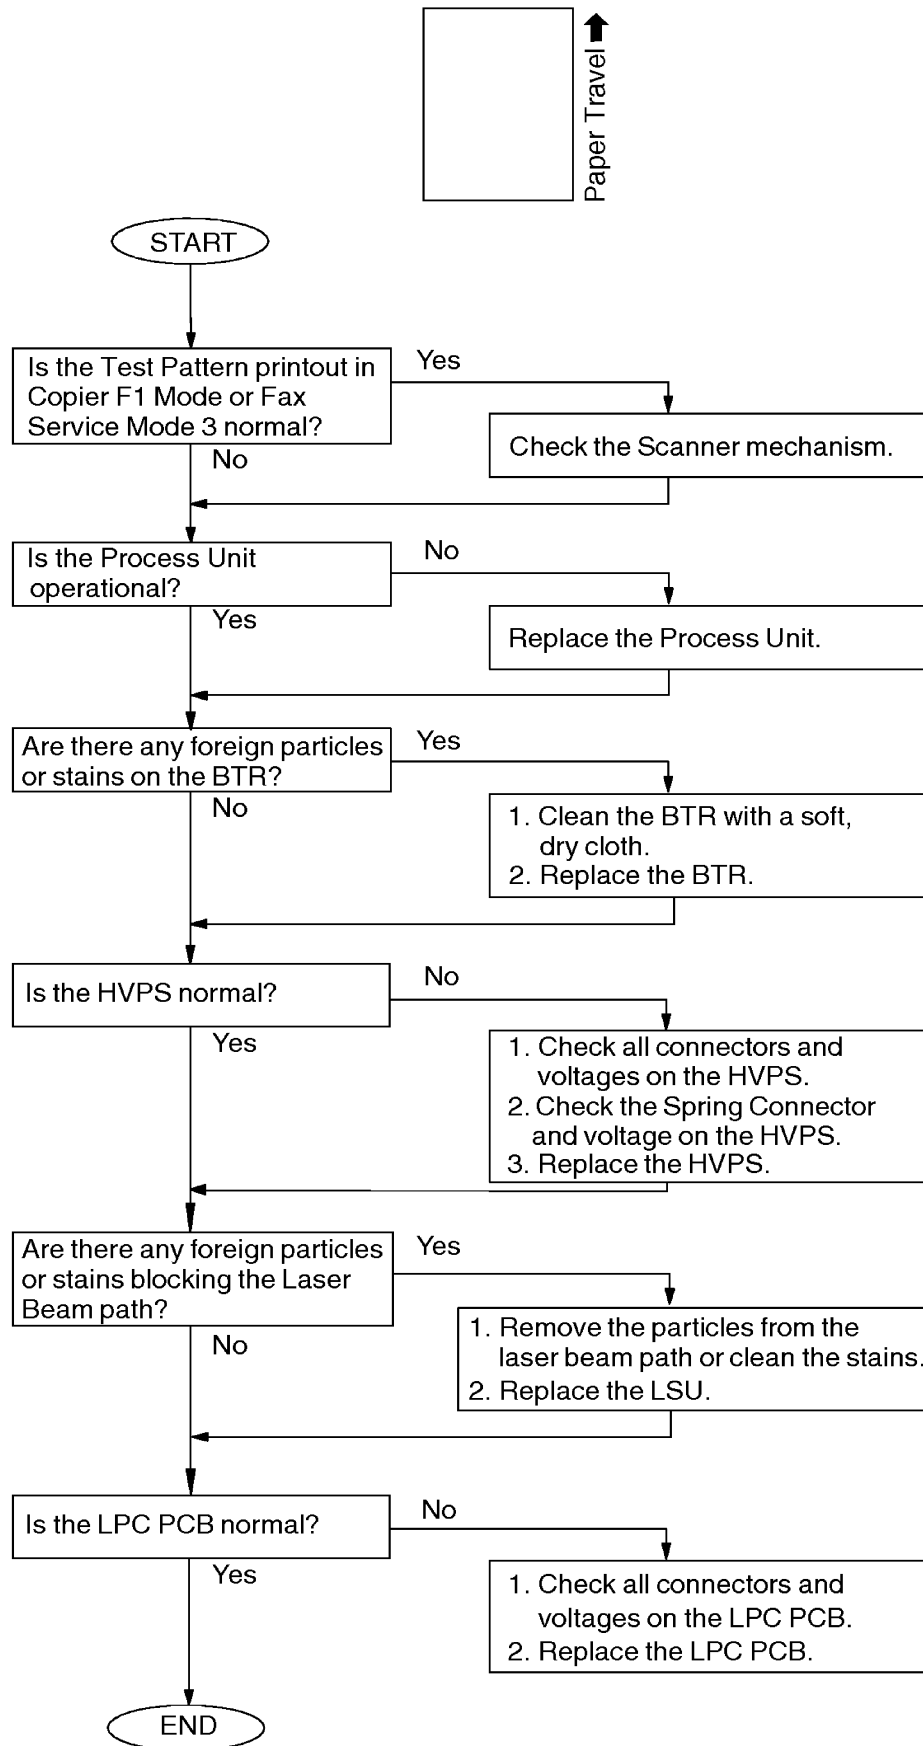 Paper Travel
START
Is the Test Pattern printout in
Copier F1 Mode or Fax
Service Mode 3 normal?
Yes
Check the Scanner mechanism.
No
Is the Process Unit
operational?
No
Replace the Process Unit.
Yes
Are there any foreign particles
or stains on the BTR?
Yes
1. Clean the BTR with a soft,
dry cloth.
2. Replace the BTR.
No
Is the HVPS normal?
No
1. Check all connectors and
voltages on the HVPS.
2. Check the Spring Connector
and voltage on the HVPS.
3. Replace the HVPS.
Yes
Are there any foreign particles
or stains blocking the Laser
Beam path?
Yes
1. Remove the particles from the
laser beam path or clean the stains.
2. Replace the LSU.
No
Is the LPC PCB normal?
No
1. Check all connectors and
voltages on the LPC PCB.
2. Replace the LPC PCB.
Yes
END